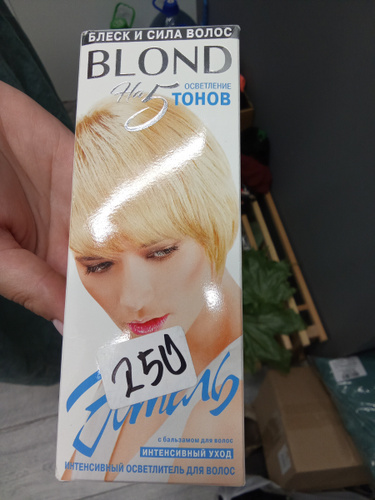 БЛЕСК И СИЛА ВОЛОС
BLOND
ОСВЕТЛЕНИЕ
На 5 ТОНОВ
250
Эстель
с бальзамом для волос
ИНТЕНСИВНЫЙ УХОД
ИНТЕНСИВНЫЙ ОСВЕТЛИТЕЛЬ ДЛЯ ВОЛОС